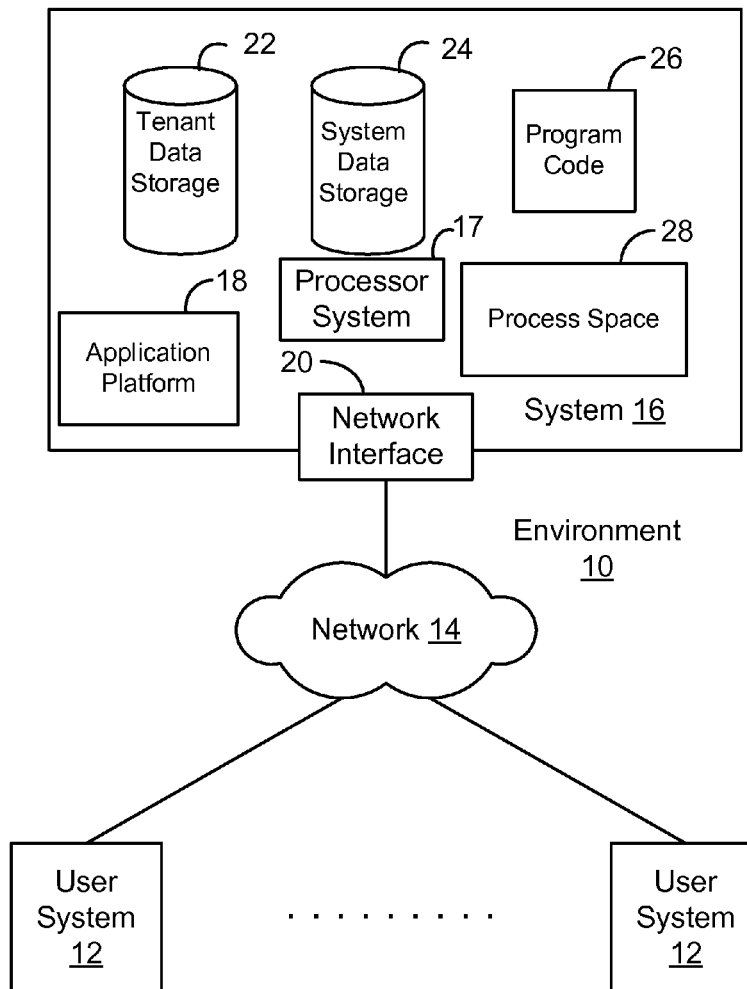 22
24
26
Tenant
Data
Storage
System
Data
Storage
Program
Code
17
28
18
Processor
System
Process Space
Application
Platform
20
System 16
Network
Interface
Environment
10
Network 14
User
System
12
. . . . . . . . .
User
System
12